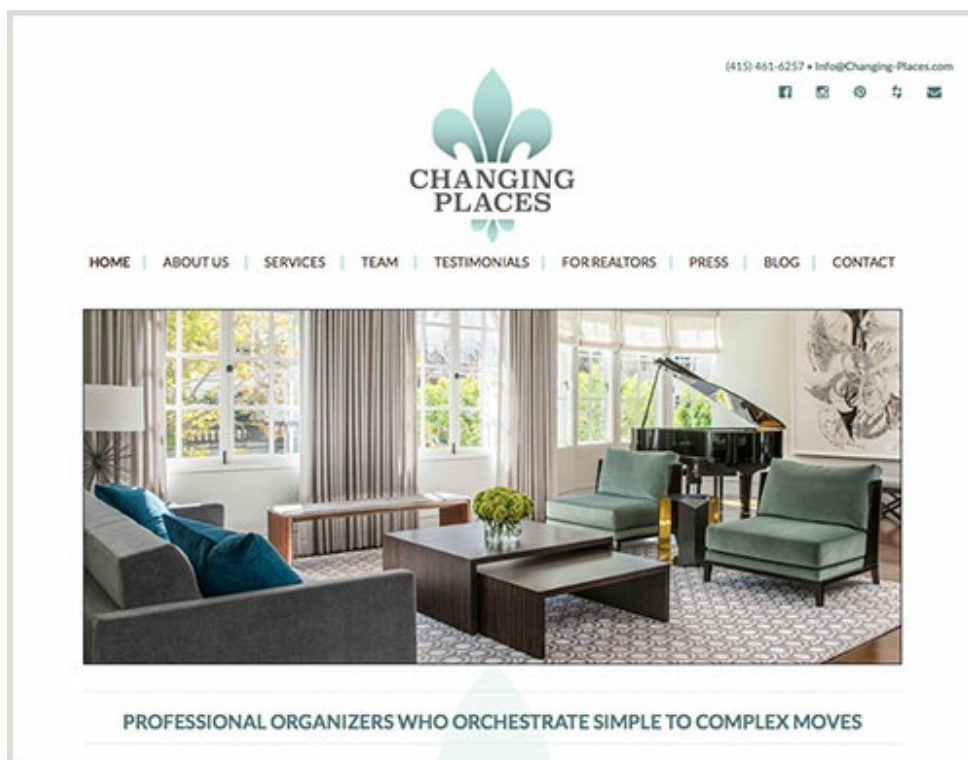 (415) 461-6257 • Info@Changing-Places.com
CHANGING
PLACES
HOME | ABOUT US | SERVICES | TEAM | TESTIMONIALS | FOR REALTORS | PRESS | BLOG | CONTACT
PROFESSIONAL ORGANIZERS WHO ORCHESTRATE SIMPLE TO COMPLEX MOVES